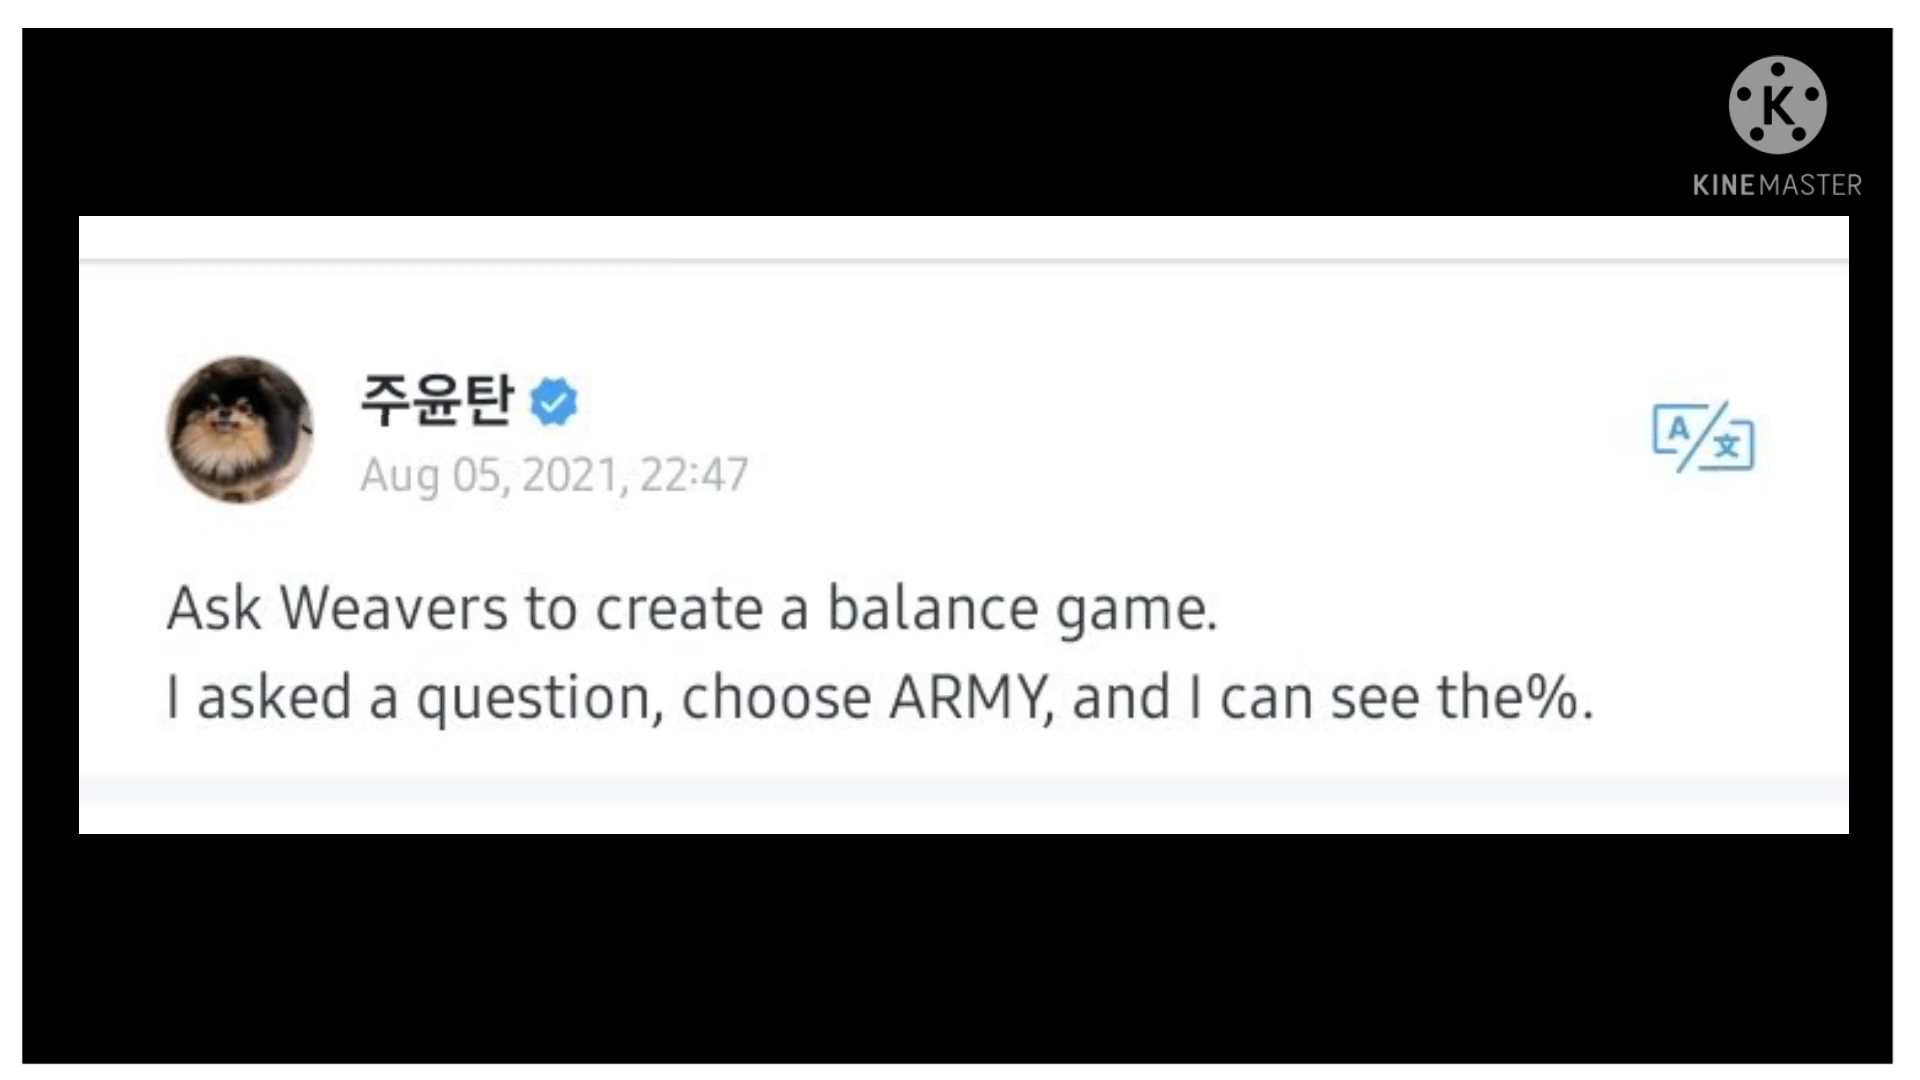 K
KINEMASTER
주윤탄
Aug 05, 2021, 22:47
A/文
Ask Weavers to create a balance game.
I asked a question, choose ARMY, and I can see the%.